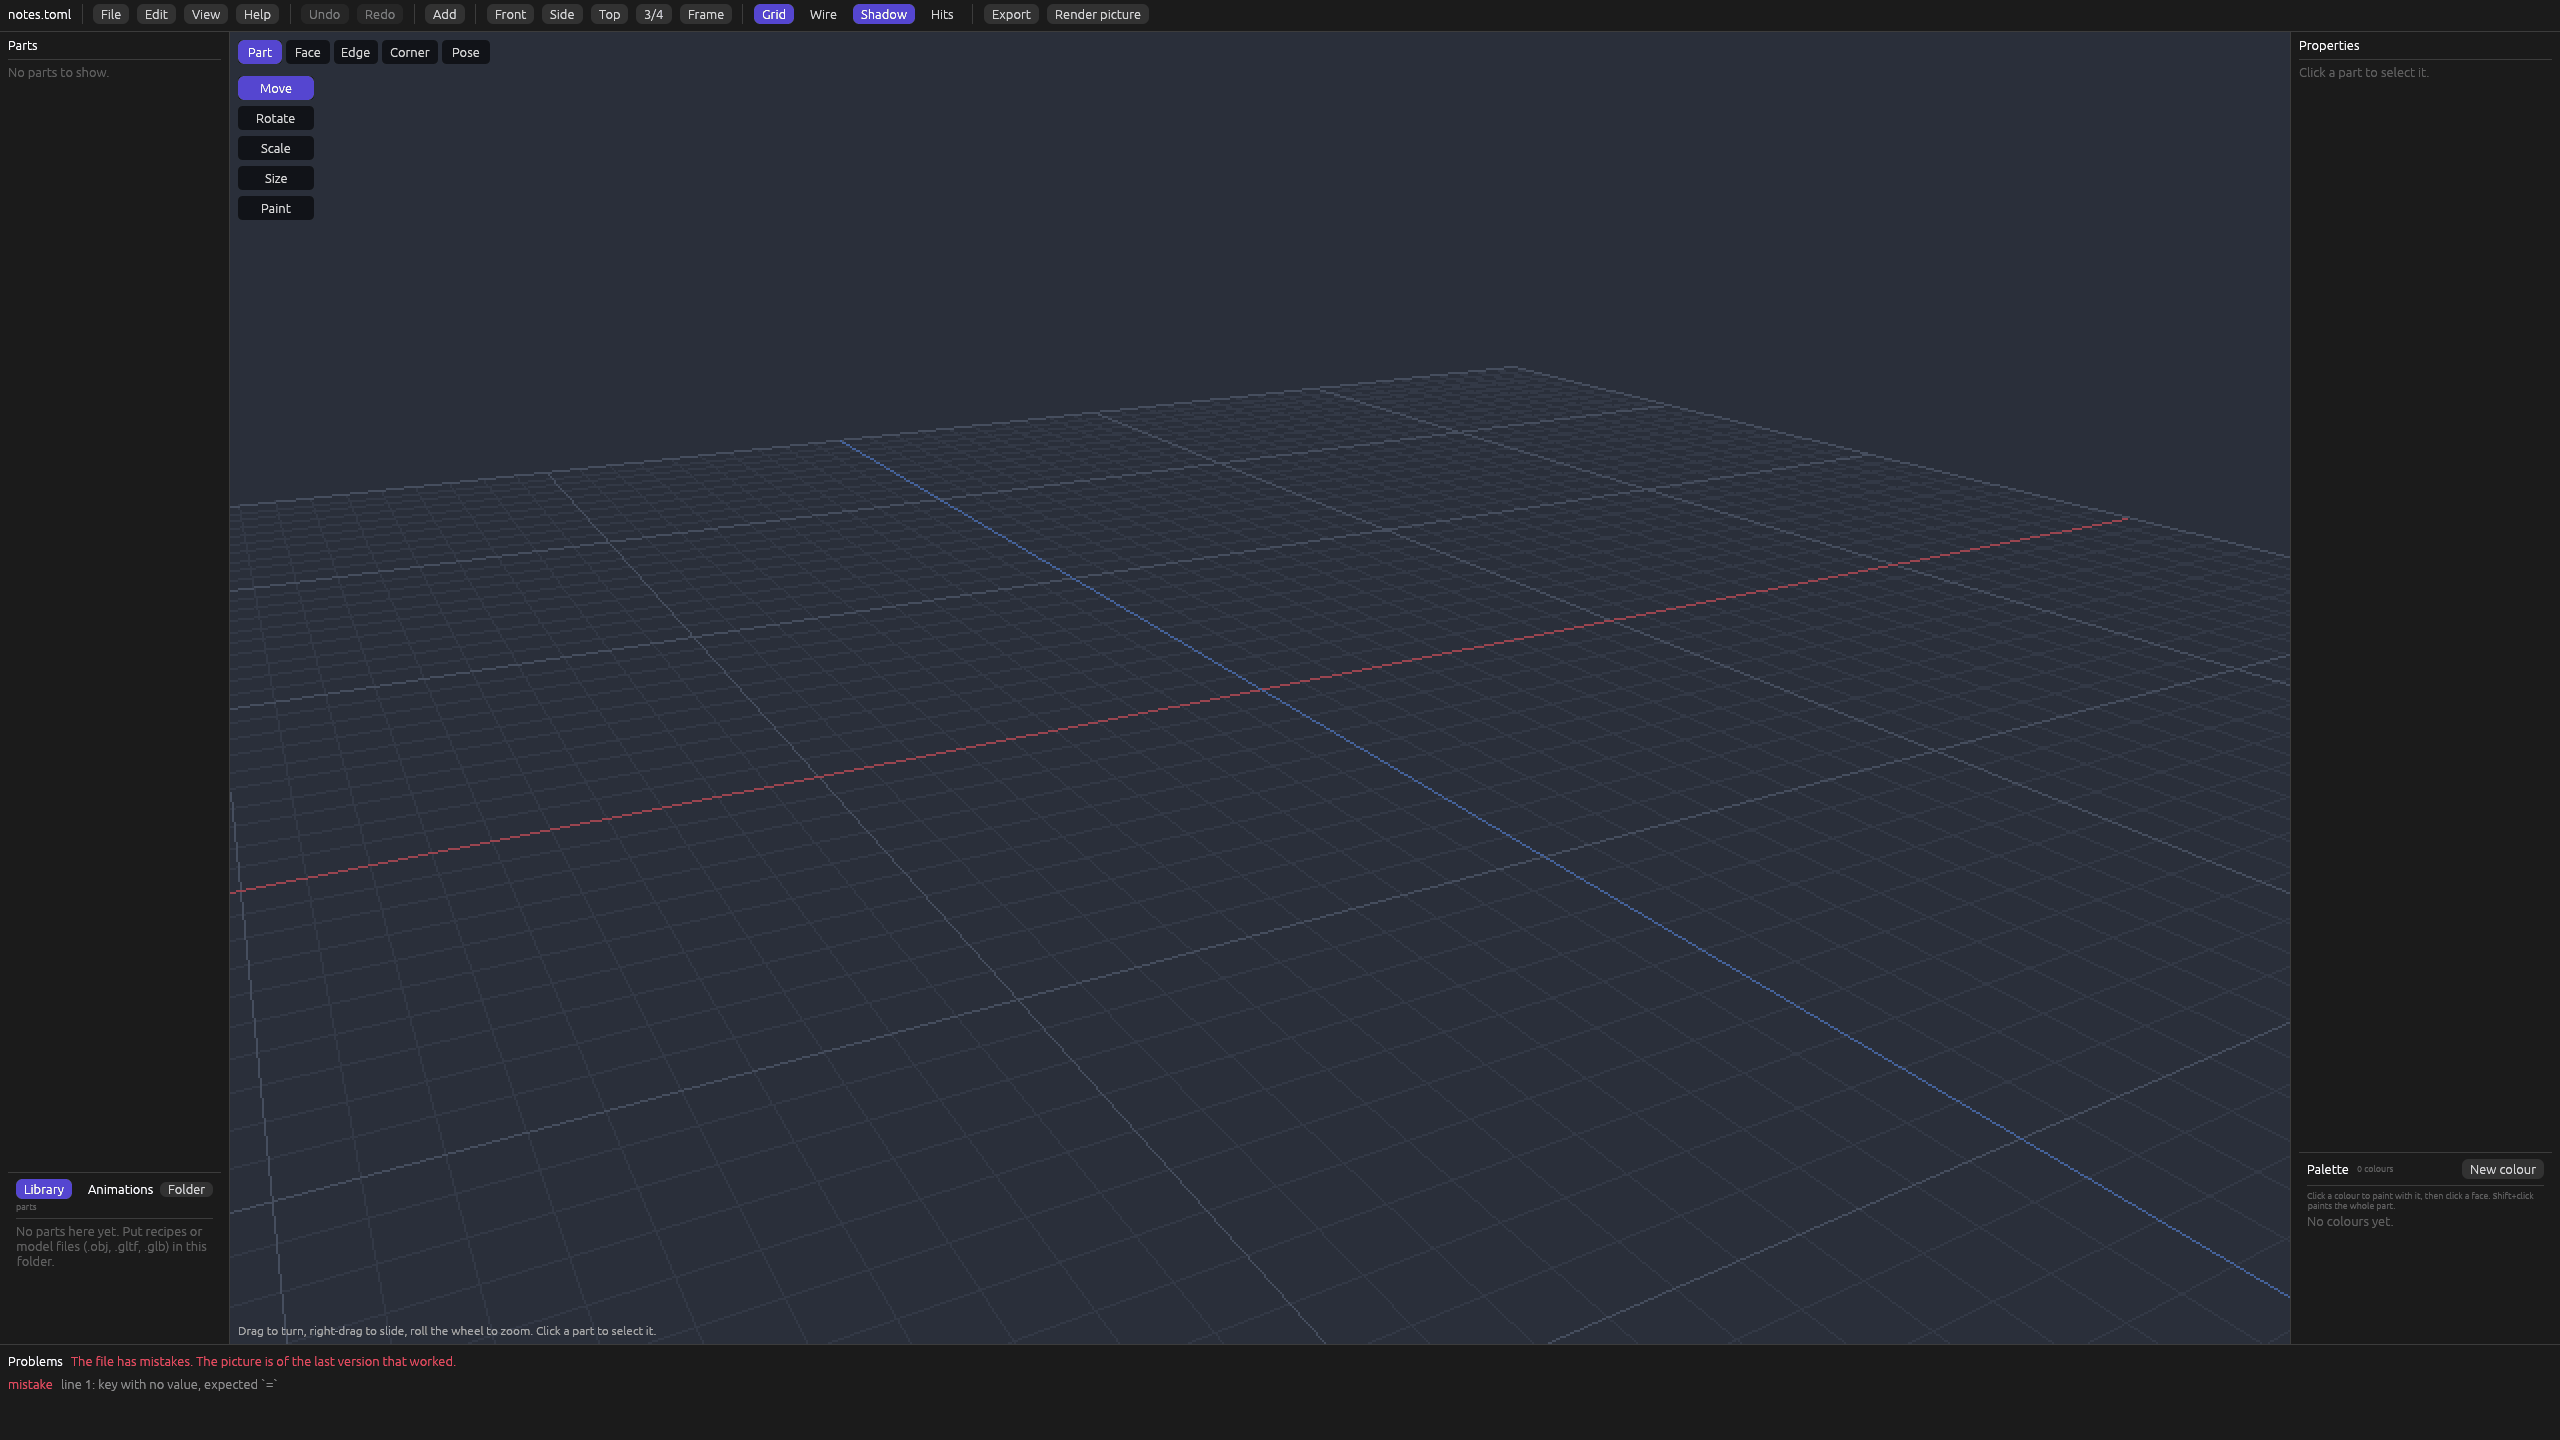 notes.toml File Edit View Help Undo Redo Add Front Side Top 3/4 Frame Grid Wire Shadow Hits Export Render picture
Parts
No parts to show.
Part Face Edge Corner Pose
Move
Rotate
Scale
Size
Paint
Properties
Click a part to select it.
Library Animations Folder
parts
No parts here yet. Put recipes or
model files (.obj, .gltf, .glb) in this
folder.
Palette 0 colours New colour
Click a colour to paint with it, then click a face. Shift+click
paints the whole part.
No colours yet.
Drag to turn, right-drag to slide, roll the wheel to zoom. Click a part to select it.
Problems The file has mistakes. The picture is of the last version that worked.
mistake line 1: key with no value, expected `=`